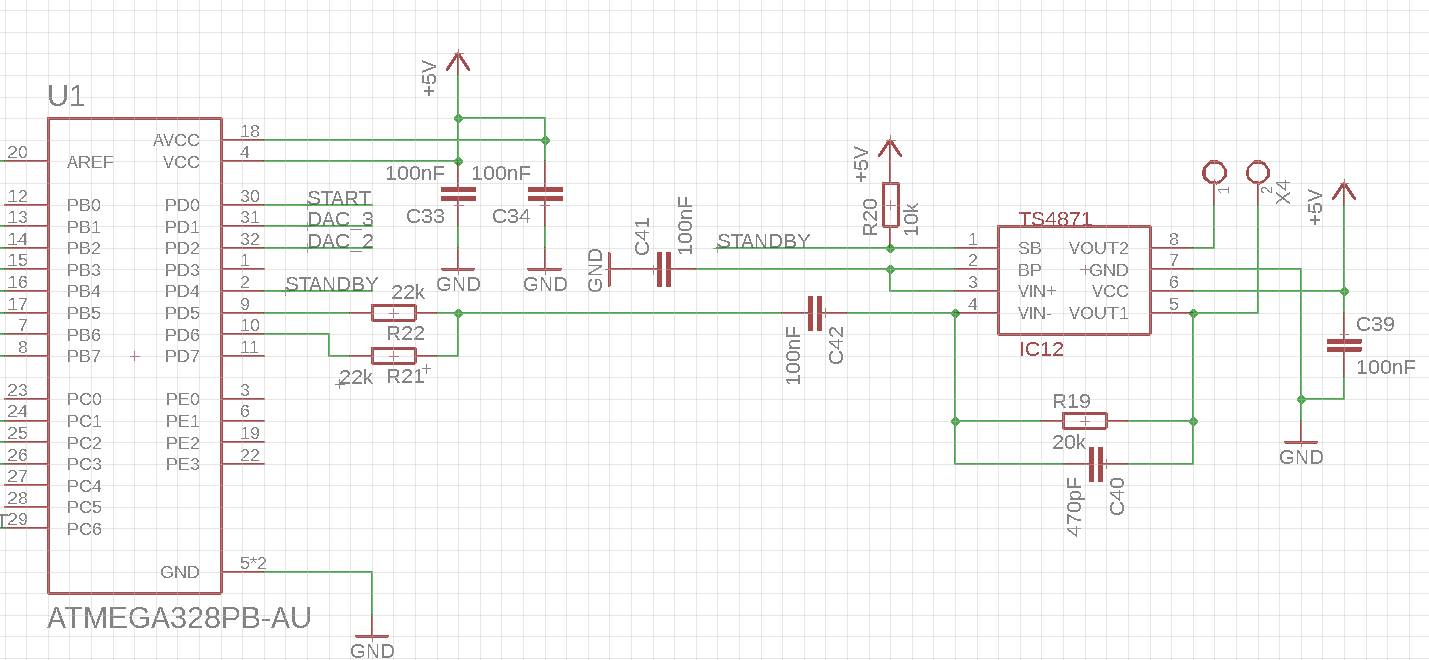 U1
ATMEGA328PB-AU
20 AREF
12 PB0
13 PB1
14 PB2
15 PB3
16 PB4
17 PB5
7 PB6
8 PB7
23 PC0
24 PC1
25 PC2
26 PC3
27 PC4
28 PC5
T29 PC6
AVCC 18
VCC 4
PD0 30 START
PD1 31 DAC_3
PD2 32 DAC_2
PD3 1
PD4 2 STANDBY
PD5 9
PD6 10
PD7 11
PE0 3
PE1 6
PE2 19
PE3 22
GND 5*2
GND
+5V
100nF
C33
GND
100nF
C34
GND
22k
R22
22k
R21
GND
C41
100nF
STANDBY
+5V
R20
10k
100nF
C42
TS4871
1 SB
2 BP
3 VIN+
4 VIN-
VOUT2 8
GND 7
VCC 6
VOUT1 5
IC12
R19
20k
470pF
C40
1
2
X4
+5V
C39
100nF
GND